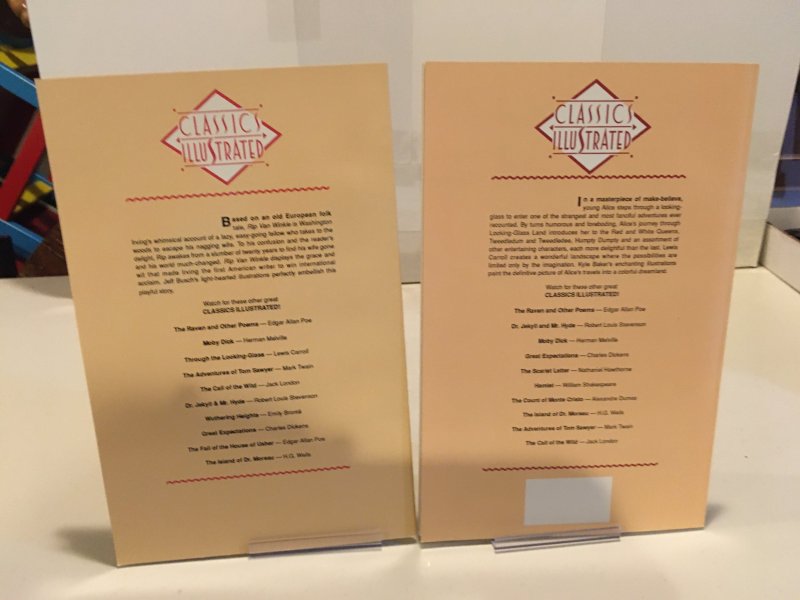 CLASSICS
ILLUSTRATED
Based on an old European folk
tale, Rip Van Winkle is Washington
Irving's whimsical account of a lazy, easy-going fellow who takes to the
woods to escape his nagging wife. To his confusion and the reader's
delight, Rip awakes from a slumber of twenty years to find his wife gone
and his world much-changed. Rip Van Winkle displays the grace and
wit that made Irving the first American writer to win international
acclaim. Jeff Busch's light-hearted illustrations perfectly embellish this
playful story.
Watch for these other great
CLASSICS ILLUSTRATED!
The Raven and Other Poems — Edgar Allan Poe
Moby Dick — Herman Melville
Through the Looking-Glass — Lewis Carroll
The Adventures of Tom Sawyer — Mark Twain
The Call of the Wild — Jack London
Dr. Jekyll & Mr. Hyde — Robert Louis Stevenson
Wuthering Heights — Emily Brontë
Great Expectations — Charles Dickens
The Fall of the House of Usher — Edgar Allan Poe
The Island of Dr. Moreau — H.G. Wells
CLASSICS
ILLUSTRATED
In a masterpiece of make-believe,
young Alice steps through a looking-
glass to enter one of the strangest and most fanciful adventures ever
recounted. By turns humorous and foreboding, Alice's journey through
Looking-Glass Land introduces her to the Red and White Queens,
Tweedledum and Tweedledee, Humpty Dumpty and an assortment of
other entertaining characters, each more delightful than the last. Lewis
Carroll creates a wonderful landscape where the possibilities are
limited only by the imagination. Kyle Baker's enchanting illustrations
paint the definitive picture of Alice's travels into a colorful dreamland.
Watch for these other great
CLASSICS ILLUSTRATED!
The Raven and Other Poems — Edgar Allan Poe
Dr. Jekyll and Mr. Hyde — Robert Louis Stevenson
Moby Dick — Herman Melville
Great Expectations — Charles Dickens
The Scarlet Letter — Nathaniel Hawthorne
Hamlet — William Shakespeare
The Count of Monte Cristo — Alexandre Dumas
The Island of Dr. Moreau — H.G. Wells
The Adventures of Tom Sawyer — Mark Twain
The Call of the Wild — Jack London